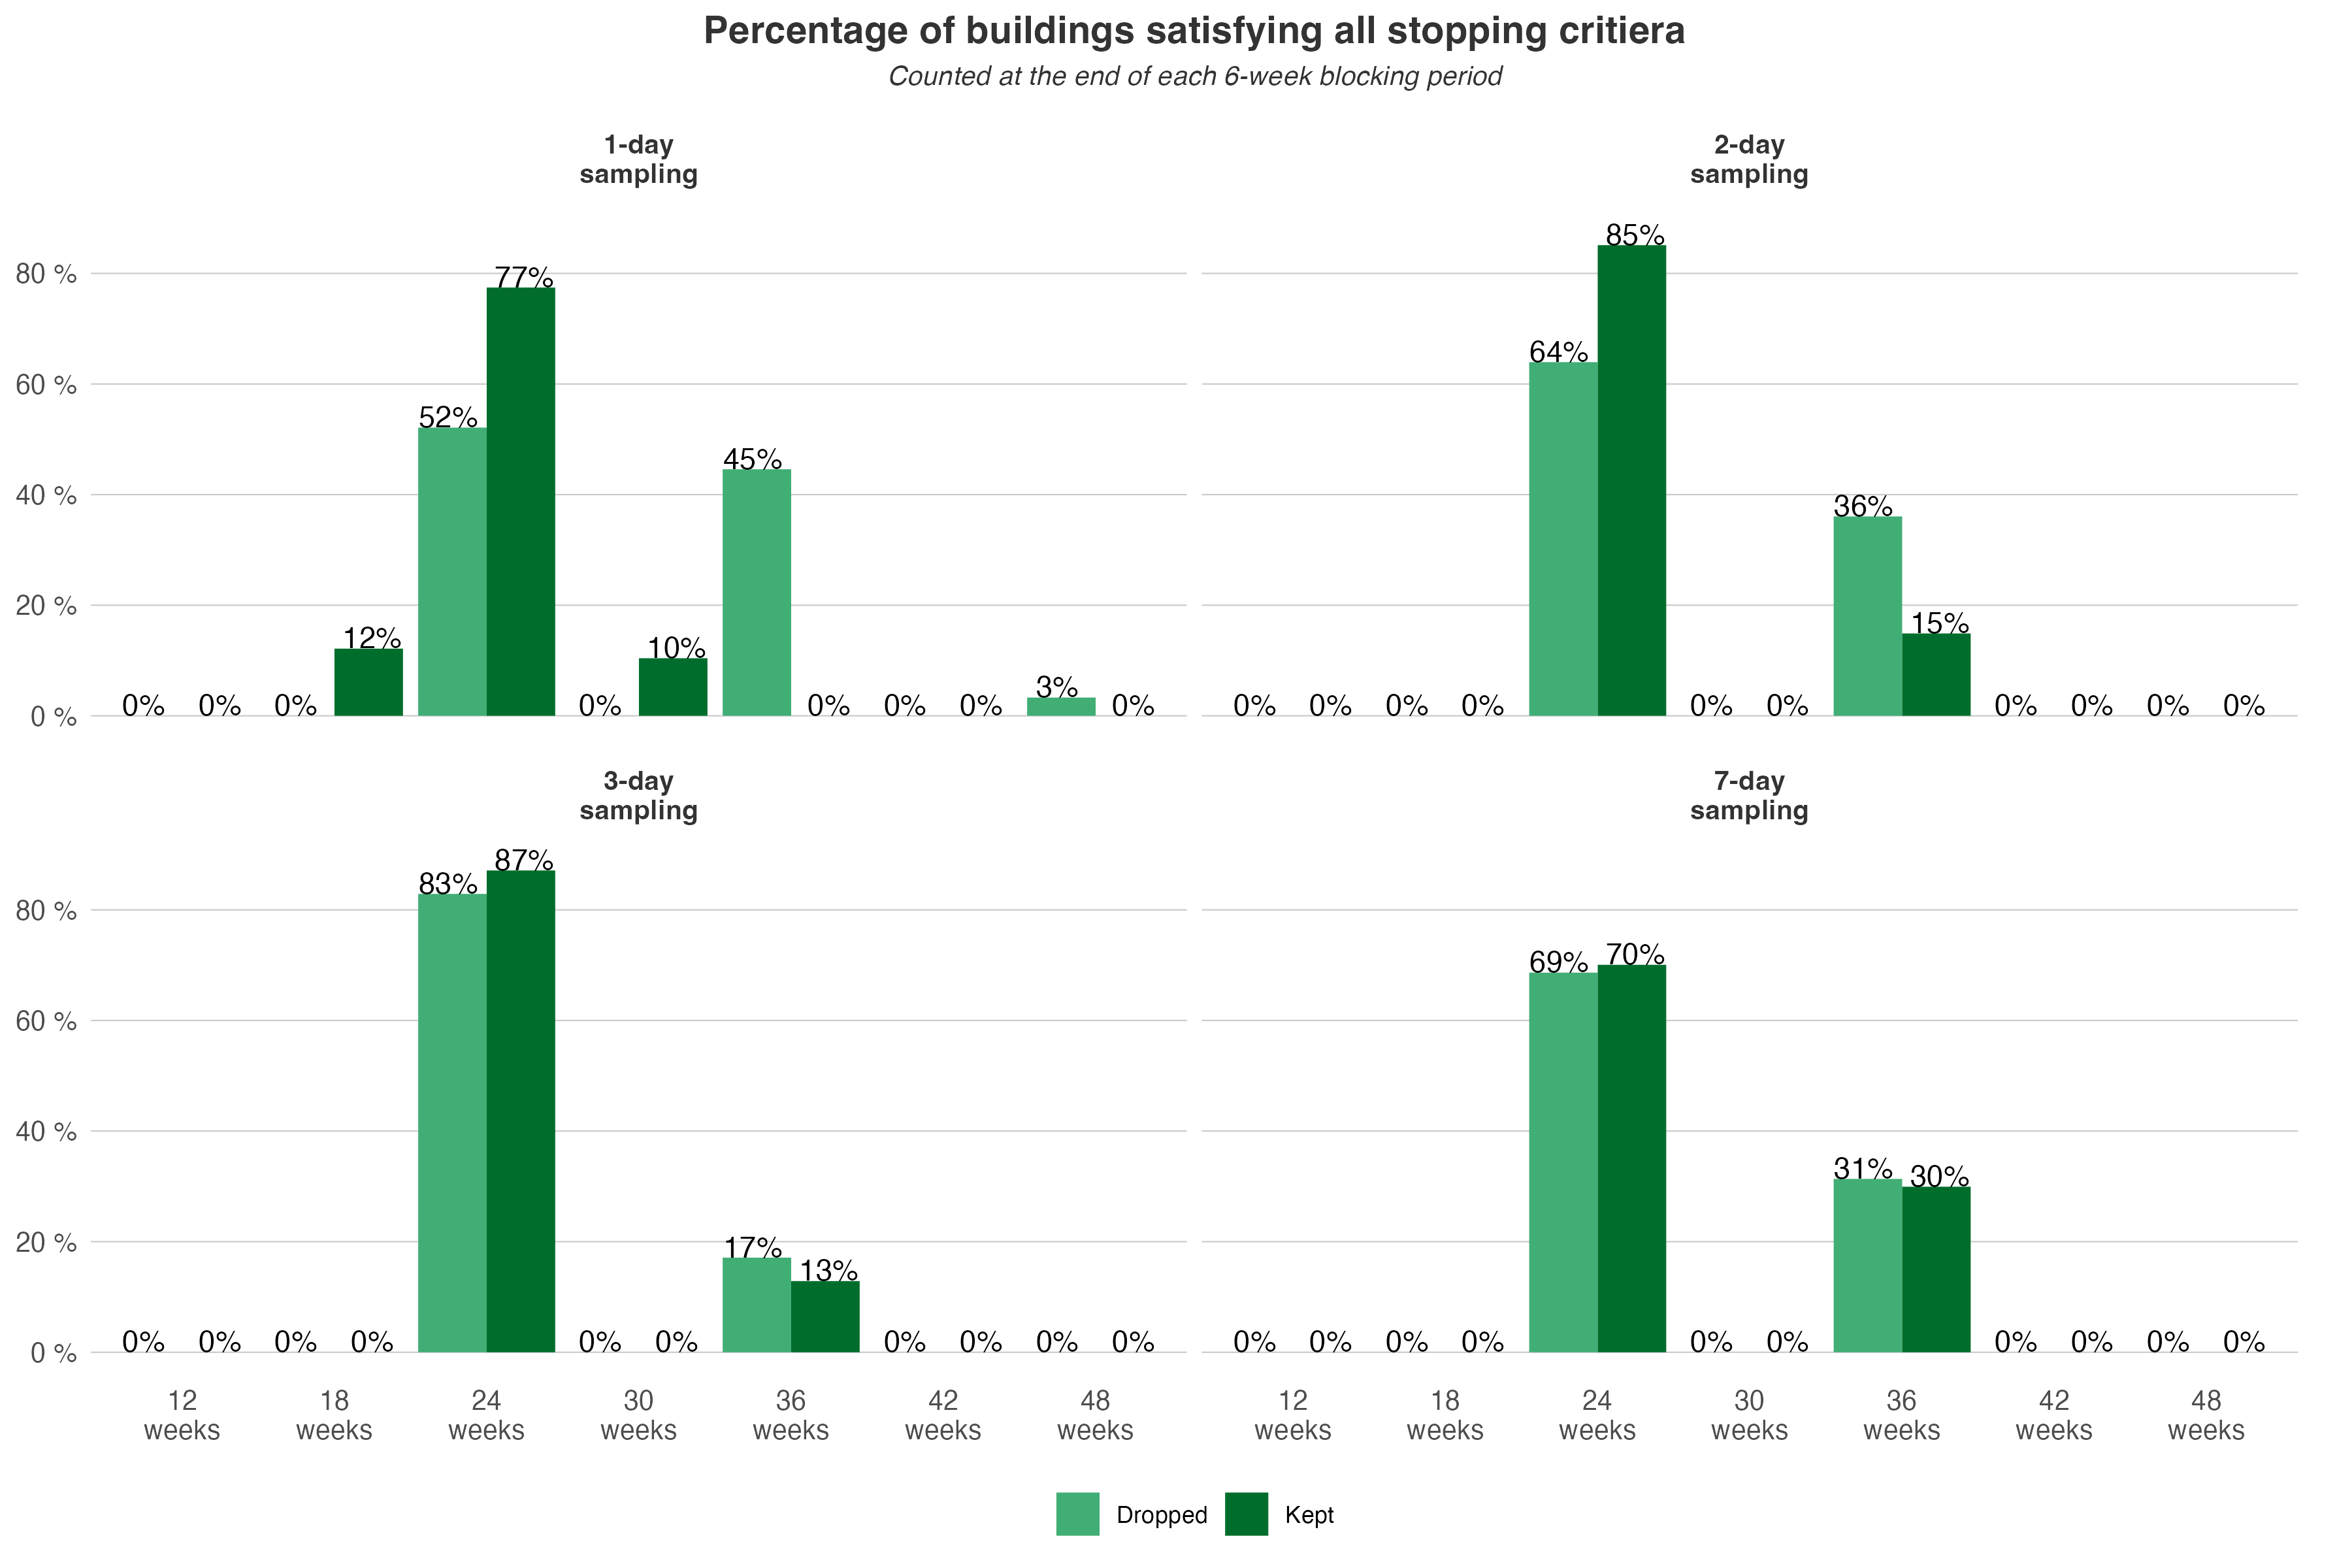 Percentage of buildings satisfying all stopping critiera
Counted at the end of each 6-week blocking period
1-day
sampling
2-day
sampling
80 %
60 %
40 %
20 %
0 %
0% 0% 0% 12% 52% 77% 0% 10% 45% 0% 0% 0% 3% 0%
0% 0% 0% 0% 64% 85% 0% 0% 36% 15% 0% 0% 0% 0%
3-day
sampling
7-day
sampling
80 %
60 %
40 %
20 %
0 %
0% 0% 0% 0% 83% 87% 0% 0% 17% 13% 0% 0% 0% 0%
0% 0% 0% 0% 69% 70% 0% 0% 31% 30% 0% 0% 0% 0%
12 18 24 30 36 42 48
weeks weeks weeks weeks weeks weeks weeks
12 18 24 30 36 42 48
weeks weeks weeks weeks weeks weeks weeks
Dropped Kept